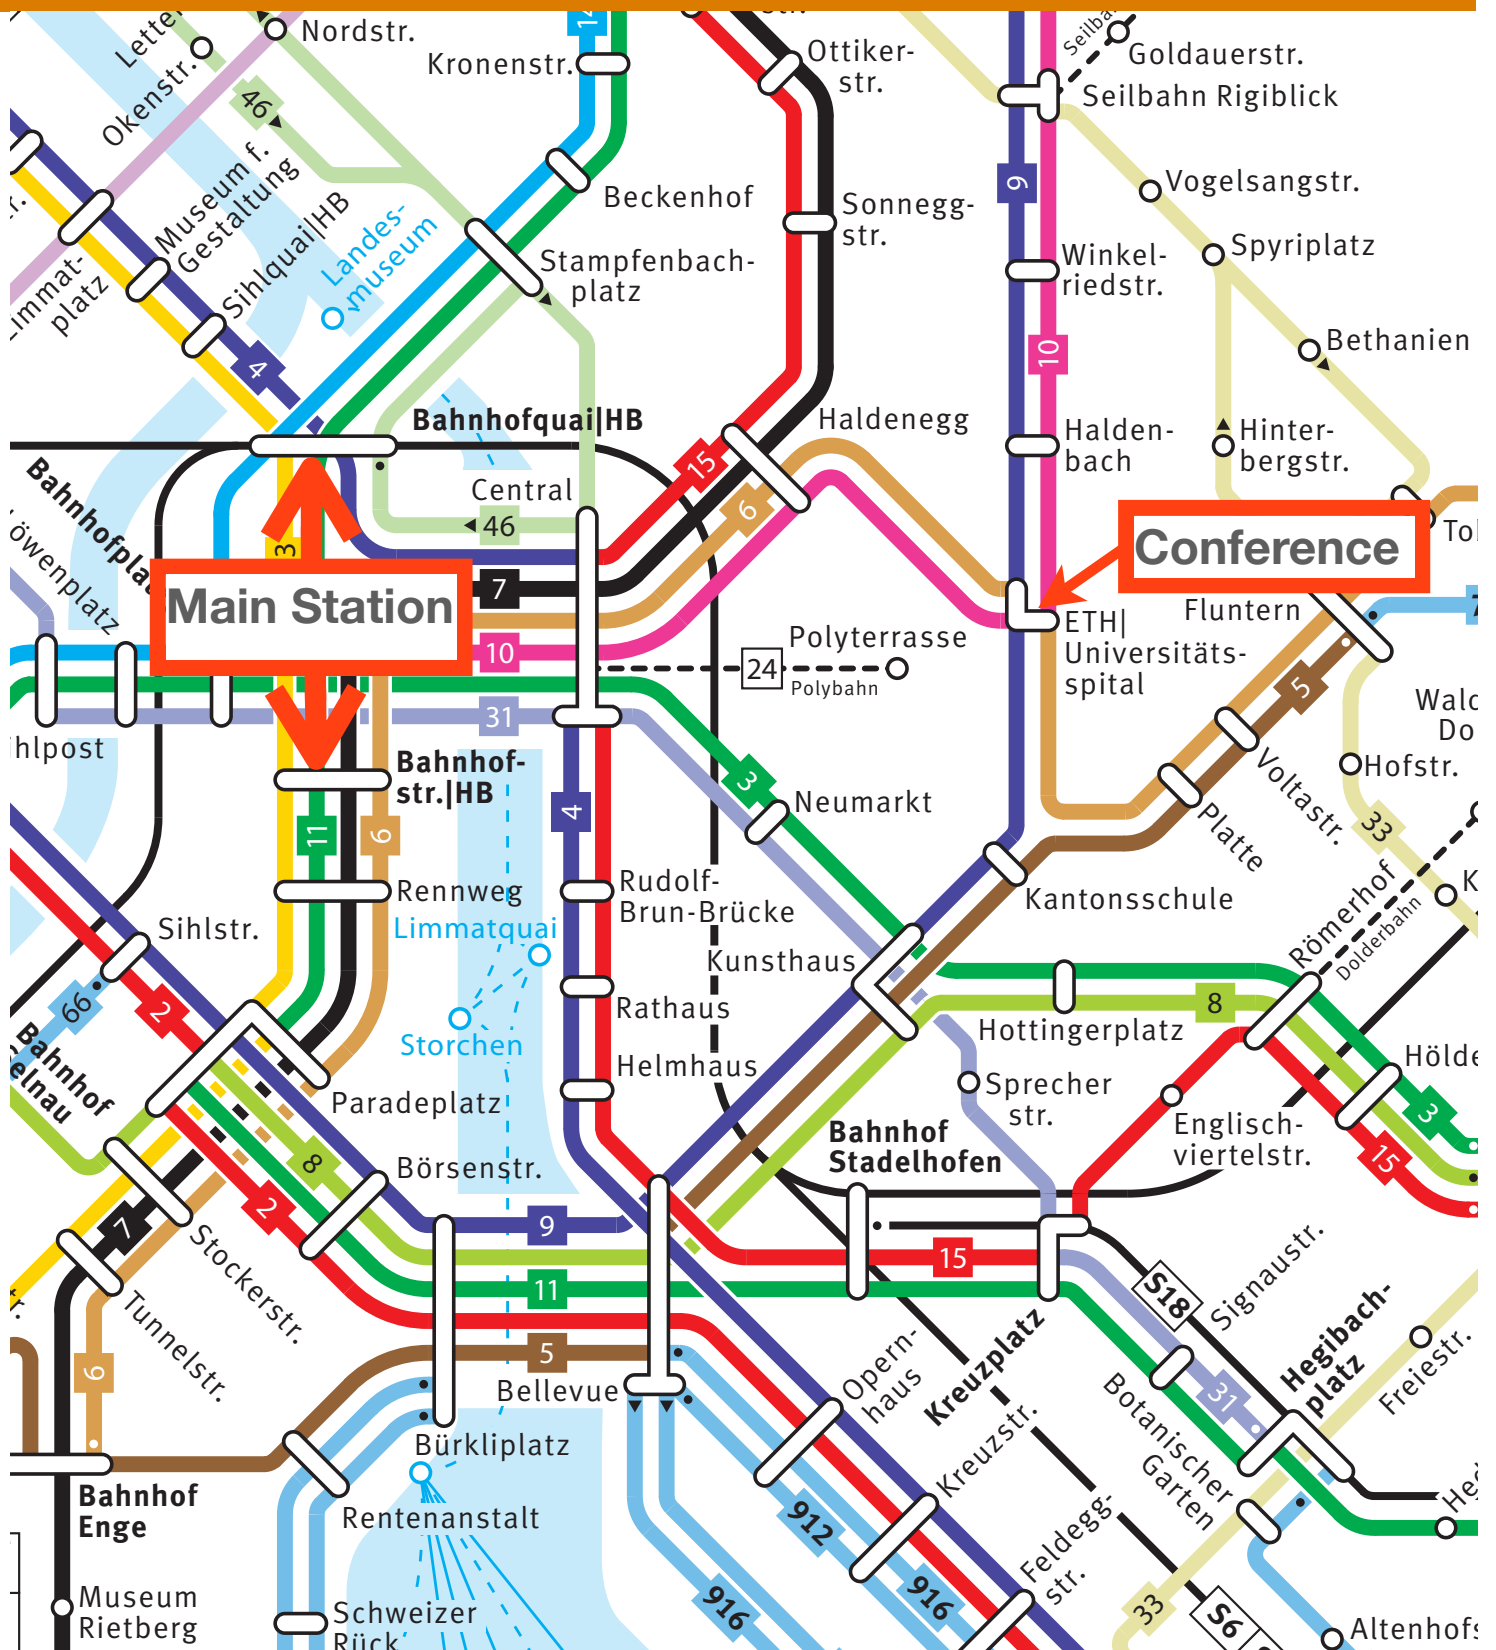 Nordstr.
Okenstr.
46
Kronenstr.
14
Ottiker-
str.
Seilba
Goldauerstr.
Seilbahn Rigiblick
Museum f.
Gestaltung
Sihlquai|HB
Landes-
museum
Beckenhof
Sonnegg-
str.
9
Vogelsangstr.
Spyriplatz
Winkel-
riedstr.
Stampfenbach-
platz
platz
4
10
Bethanien
Bahnhofquai|HB
Haldenegg
Halden-
bach
Hinter-
bergstr.
15
Central
46
6
7
3
Conference
Main Station
Fluntern
ETH|
Universitäts-
spital
10
24
Polyterrasse
Polybahn
5
31
Bahnhof-
str.|HB
Hofstr.
Voltastr.
Platte
33
3
Neumarkt
4
11
6
Rennweg
Rudolf-
Brun-Brücke
Limmatquai
Kantonsschule
Römerhof
Dolderbahn
Sihlstr.
Kunsthaus
66
2
Rathaus
Storchen
Hottingerplatz
8
Bahnhof
Helmhaus
Sprecher
str.
3
Paradeplatz
Englisch-
viertelstr.
15
Bahnhof
Stadelhofen
8
Börsenstr.
2
7
9
15
11
Stockerstr.
Tunnelstr.
S18
Signaustr.
Hegibach-
platz
Freiestr.
6
5
Bellevue
Opern-
haus
Kreuzplatz
Kreuzstr.
31
Botanischer
Garten
Bürkliplatz
Bahnhof
Enge
Rentenanstalt
912
916
916
Feldegg-
str.
33
S6
Museum
Rietberg
Schweizer
Rück